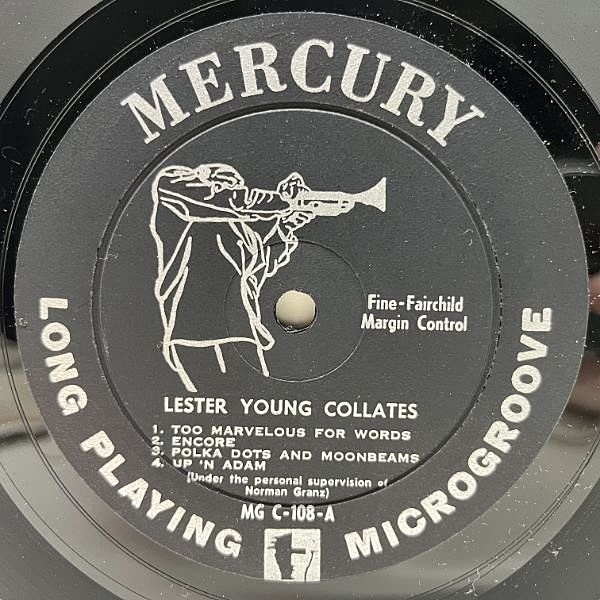 MERCURY
Fine-Fairchild
Margin Control
LESTER YOUNG COLLATES
1. TOO MARVELOUS FOR WORDS
2. ENCORE
3. POLKA DOTS AND MOONBEAMS
4. UP 'N ADAM
(Under the personal supervision of
Norman Granz)
MG C-108-A
LONG PLAYING MICROGROOVE